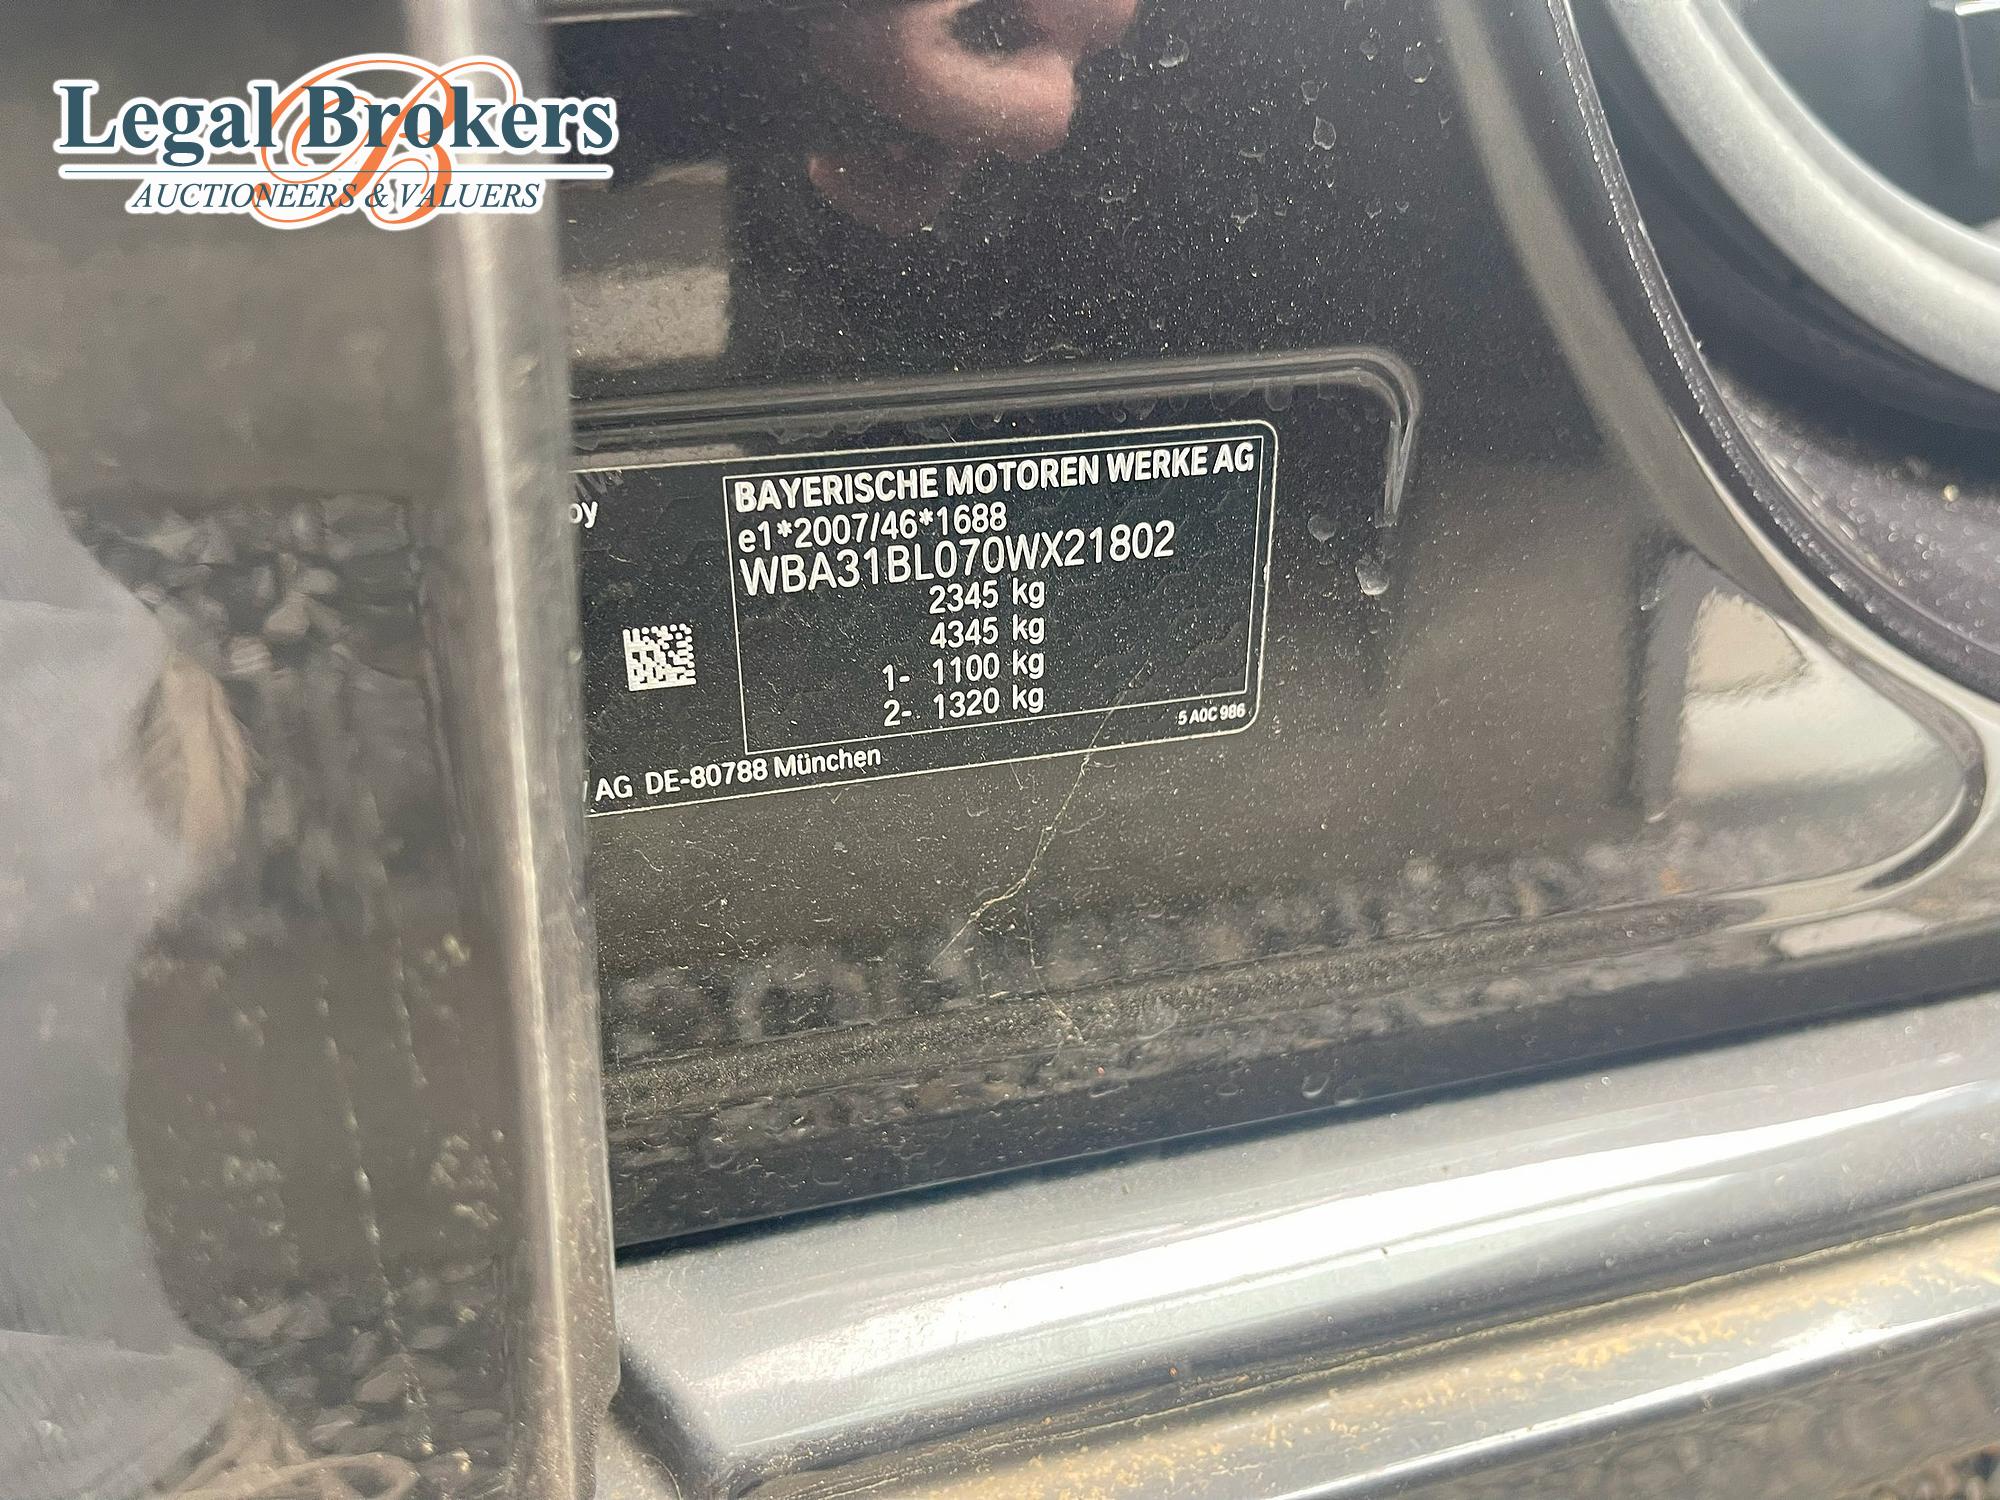 Legal Brokers
AUCTIONEERS & VALUERS
by
BAYERISCHE MOTOREN WERKE AG
e1*2007/46*1688
WBA31BL070WX21802
2345 kg
4345 kg
1- 1100 kg
2- 1320 kg
5 A0C 986
AG DE-80788 München